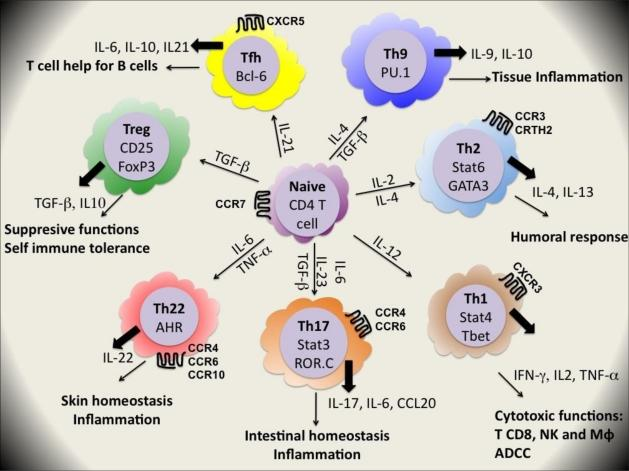 CXCR5
IL-6, IL-10, IL21
T cell help for B cells
Tfh
Bcl-6
Th9
PU.1
IL-9, IL-10
Tissue Inflammation
Treg
CD25
FoxP3
TGF-β, IL10
Suppresive functions
Self immune tolerance
TGF-β
IL-21
IL-4
TGF-β
CCR3
CRTH2
Th2
Stat6
GATA3
IL-4, IL-13
Humoral response
IL-2
IL-4
Naive
CD4 T
cell
CCR7
IL-6
TNF-α
TGF-β
IL-23
IL-6
IL-12
Th22
AHR
IL-22
CCR4
CCR6
CCR10
Skin homeostasis
Inflammation
Th17
Stat3
ROR.C
CCR4
CCR6
IL-17, IL-6, CCL20
Intestinal homeostasis
Inflammation
CXCR3
Th1
Stat4
Tbet
IFN-γ, IL2, TNF-α
Cytotoxic functions:
T CD8, NK and Mϕ
ADCC